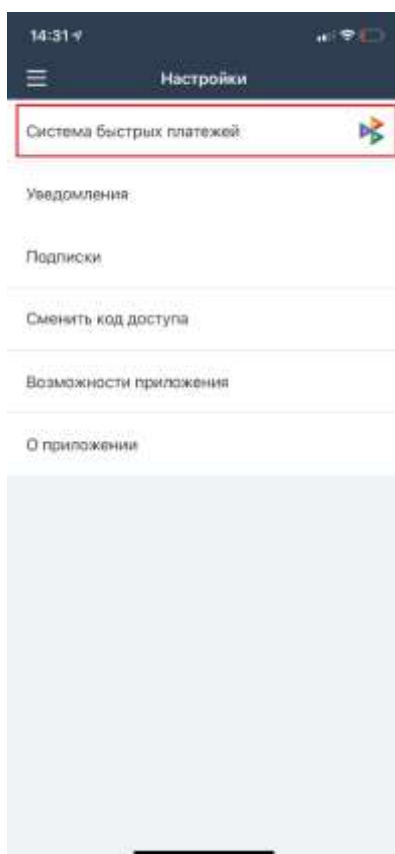 14:31
Настройки
Система быстрых платежей
Уведомления
Подписки
Сменить код доступа
Возможности приложения
О приложении